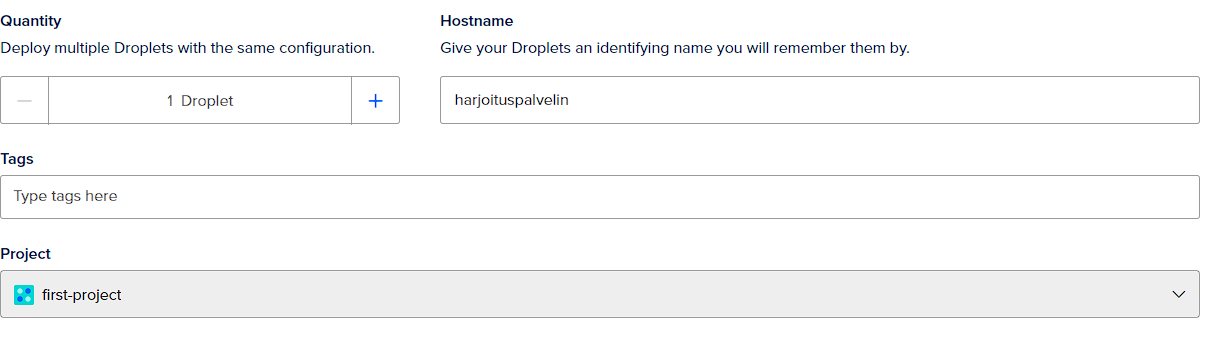 Quantity
Deploy multiple Droplets with the same configuration.
1 Droplet
Hostname
Give your Droplets an identifying name you will remember them by.
harjoituspalvelin
Tags
Type tags here
Project
first-project